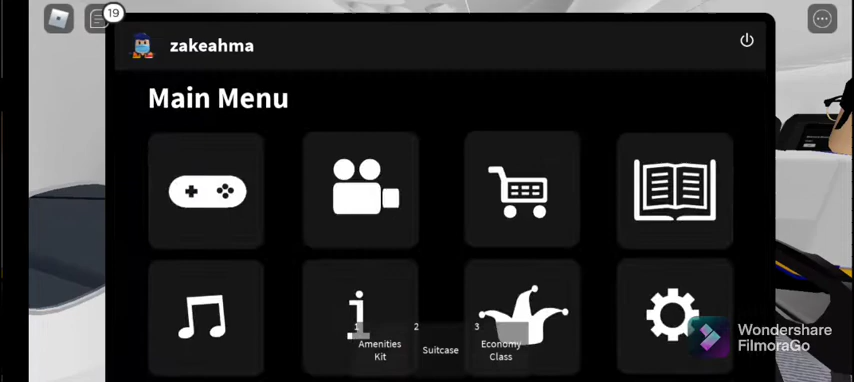 19
zakeahma
Main Menu
1
Amenities
Kit
2
Suitcase
3
Economy
Class
Wondershare
FilmoraGo